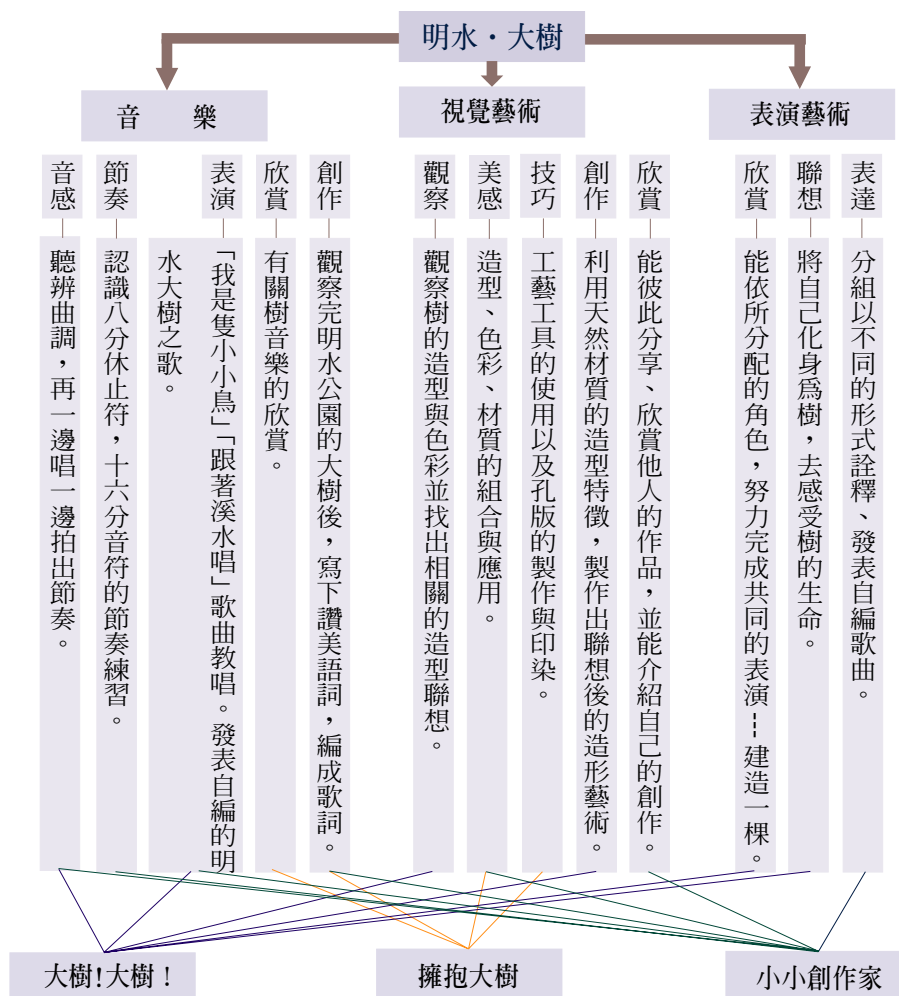 明水・大樹
音　樂
視覺藝術
表演藝術
音感
聽辨曲調，再一邊唱一邊拍出節奏。
節奏
認識八分休止符，十六分音符的節奏練習。
表演
「我是隻小小鳥」「跟著溪水唱」歌曲教唱。發表自編的明
水大樹之歌。
欣賞
有關樹音樂的欣賞。
創作
觀察完明水公園的大樹後，寫下讚美語詞，編成歌詞。
觀察
觀察樹的造型與色彩並找出相關的造型聯想。
美感
造型、色彩、材質的組合與應用。
技巧
工藝工具的使用以及孔版的製作與印染。
創作
利用天然材質的造型特徵，製作出聯想後的造形藝術。
欣賞
能彼此分享、欣賞他人的作品，並能介紹自己的創作。
欣賞
能依所分配的角色，努力完成共同的表演--建造一棵。
聯想
將自己化身為樹，去感受樹的生命。
表達
分組以不同的形式詮釋、發表自編歌曲。
大樹!大樹！
擁抱大樹
小小創作家